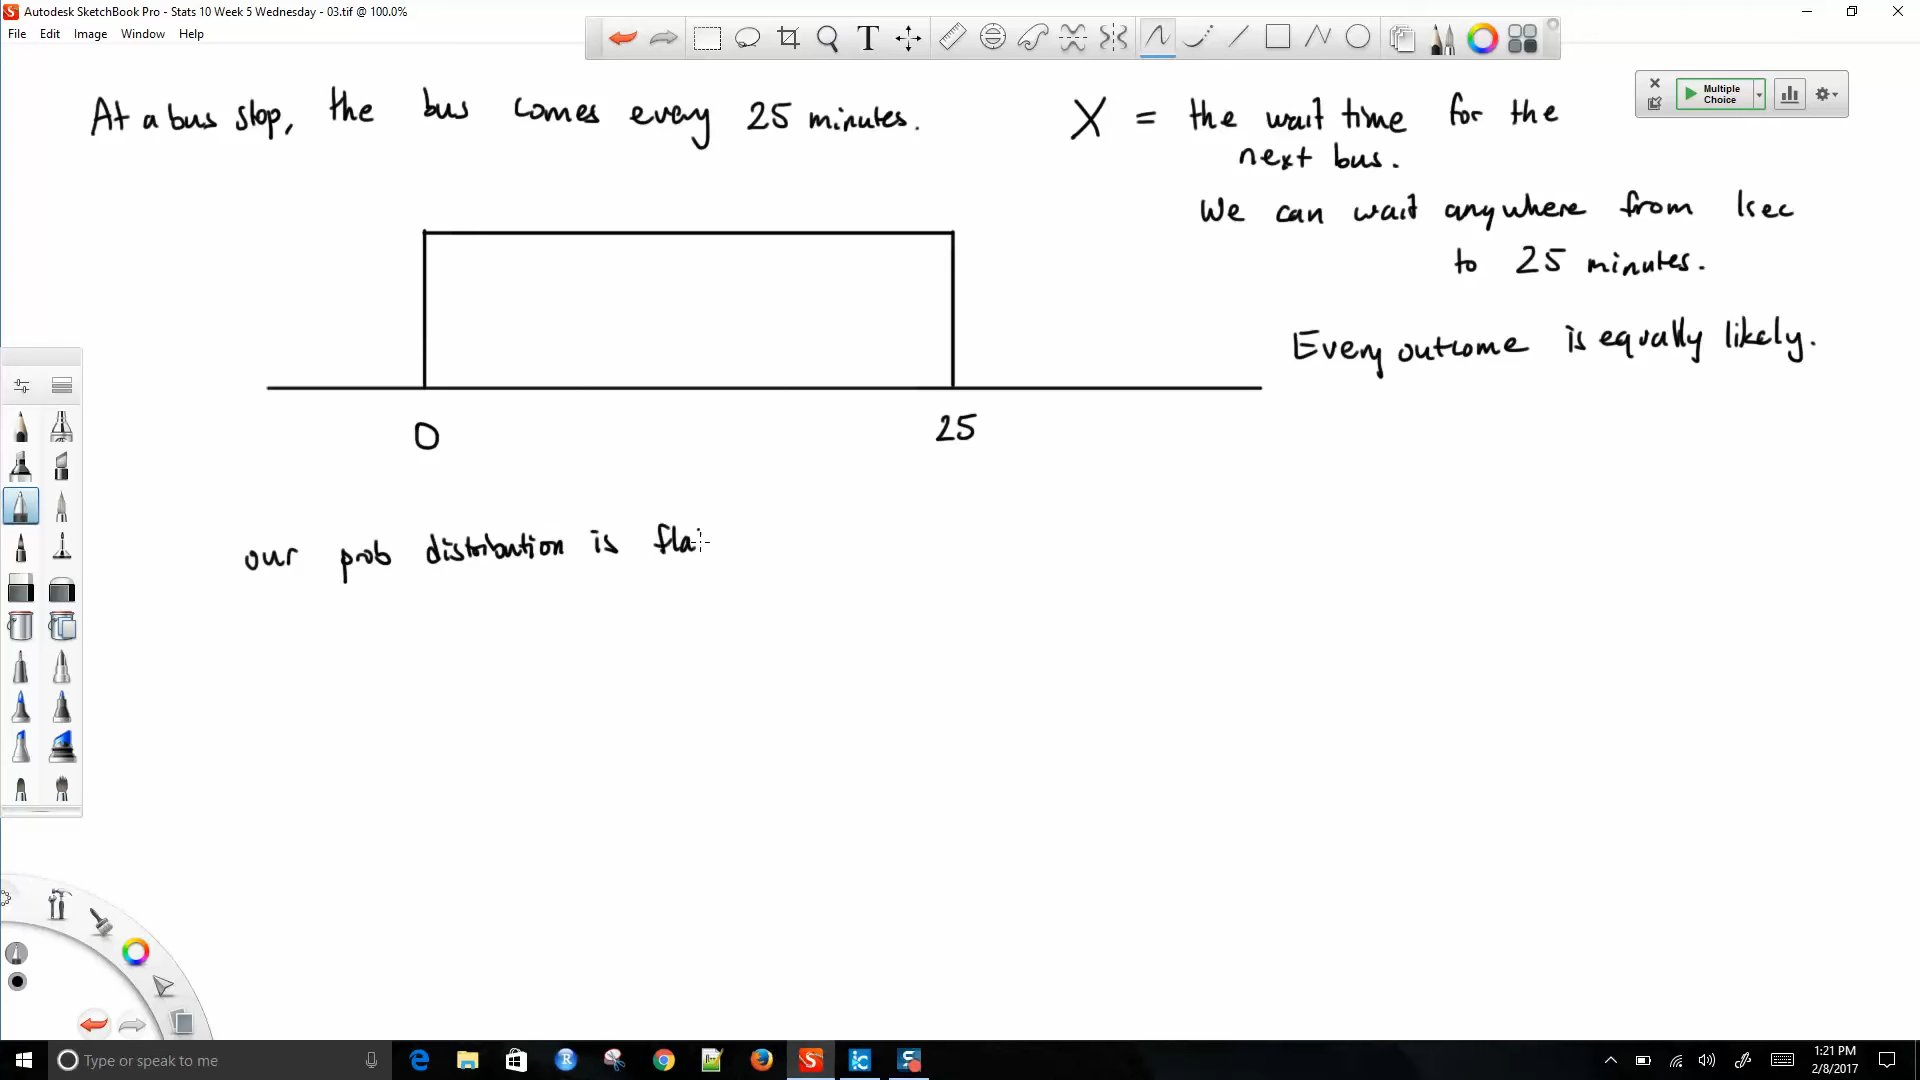 Autodesk SketchBook Pro - Stats 10 Week 5 Wednesday - 03.tif @ 100.0%
File Edit Image Window Help
Multiple
Choice
At a bus stop, the bus comes every 25 minutes.
X = the wait time for the
next bus.
We can wait anywhere from 1sec
to 25 minutes.
Every outcome is equally likely.
0 25
our prob distribution is fla
Type or speak to me
1:21 PM
2/8/2017